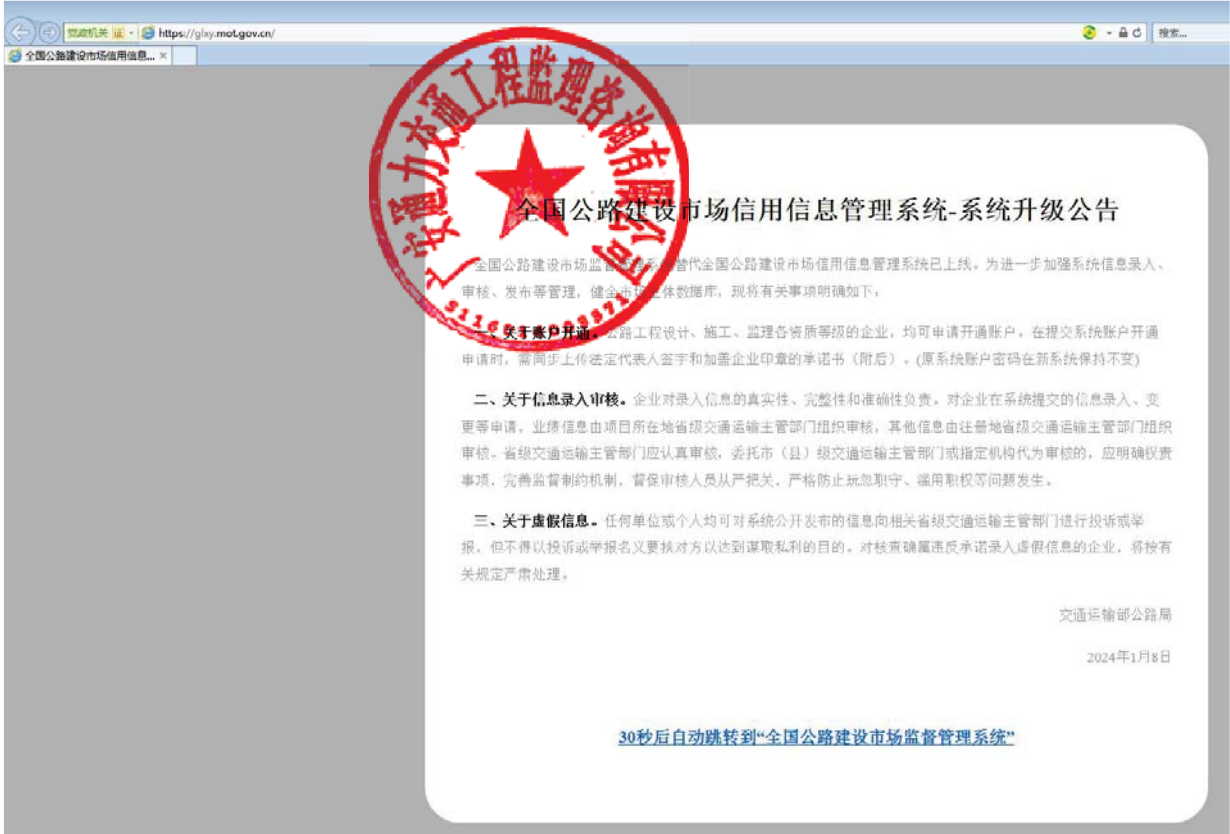 党政机关 证 https://glxy.mot.gov.cn/ 搜索...
全国公路建设市场信用信息... ×
安通力交通工程监理咨询有限公司
全国公路建设市场信用信息管理系统-系统升级公告
全国公路建设市场监督管理系统替代全国公路建设市场信用信息管理系统已上线，为进一步加强系统信息录入、
审核、发布等管理，健全市场主体数据库，现将有关事项明确如下：
一、关于账户开通。公路工程设计、施工、监理各资质等级的企业，均可申请开通账户。在提交系统账户开通
申请时，需同步上传法定代表人签字和加盖企业印章的承诺书（附后）。(原系统账户密码在新系统保持不变)
二、关于信息录入审核。企业对录入信息的真实性、完整性和准确性负责。对企业在系统提交的信息录入、变
更等申请，业绩信息由项目所在地省级交通运输主管部门组织审核，其他信息由注册地省级交通运输主管部门组织
审核。省级交通运输主管部门应认真审核，委托市（县）级交通运输主管部门或指定机构代为审核的，应明确权责
事项，完善监督制约机制，督促审核人员从严把关，严格防止玩忽职守、滥用职权等问题发生。
三、关于虚假信息。任何单位或个人均可对系统公开发布的信息向相关省级交通运输主管部门进行投诉或举
报，但不得以投诉或举报名义要挟对方以达到谋取私利的目的。对核查确属违反承诺录入虚假信息的企业，将按有
关规定严肃处理。
交通运输部公路局
2024年1月8日
30秒后自动跳转到“全国公路建设市场监督管理系统”